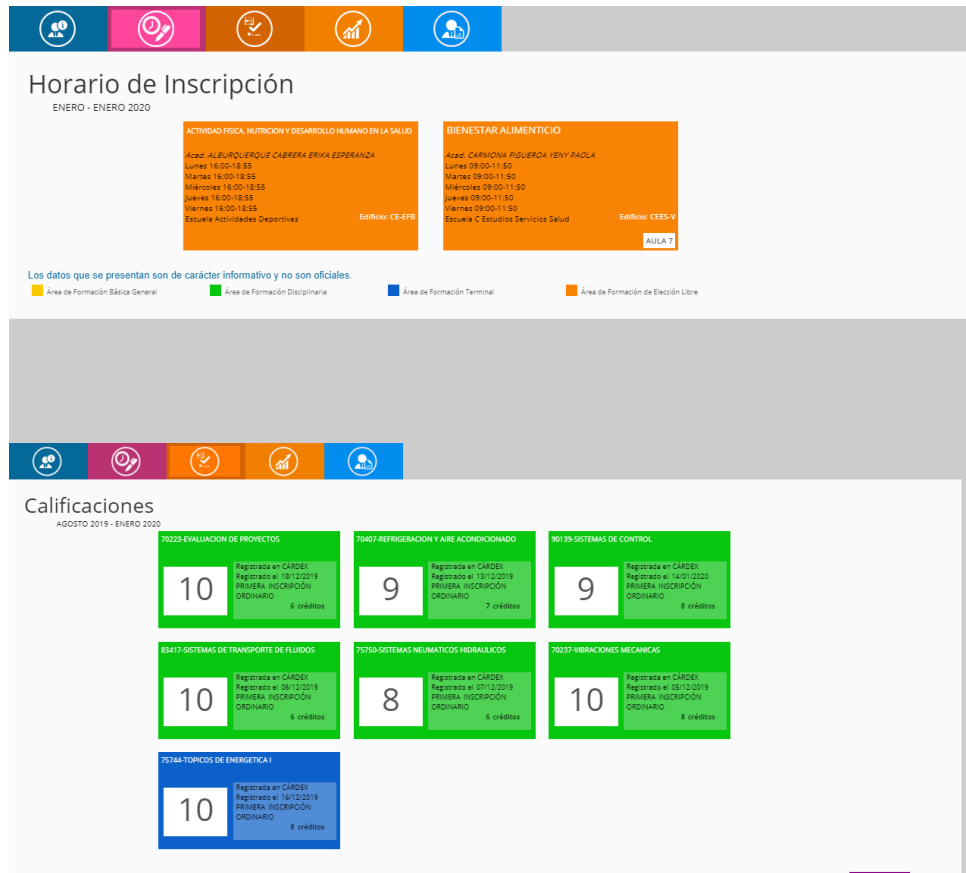 Horario de Inscripción
ENERO - ENERO 2020
ACTIVIDAD FISICA, NUTRICION Y DESARROLLO HUMANO EN LA SALUD
Acad. ALBURQUERQUE CABRERA ERIKA ESPERANZA
Lunes 16:00-18:55
Martes 16:00-18:55
Miércoles 16:00-18:55
Jueves 16:00-18:55
Viernes 16:00-18:55
Escuela Actividades Deportivas
Edificio: CE-EFB
BIENESTAR ALIMENTICIO
Acad. CARMONA FIGUEROA YENY PAOLA
Lunes 09:00-11:50
Martes 09:00-11:50
Miércoles 09:00-11:50
Jueves 09:00-11:50
Viernes 09:00-11:50
Escuela C Estudios Servicios Salud
Edificio: CEES-V
AULA 7
Los datos que se presentan son de carácter informativo y no son oficiales.
Área de Formación Básica General
Área de Formación Disciplinaria
Área de Formación Terminal
Área de Formación de Elección Libre
Calificaciones
AGOSTO 2019 - ENERO 2020
70223-EVALUACION DE PROYECTOS
10
Registrada en CÁRDEX
Registrado el 18/12/2019
PRIMERA INSCRIPCIÓN
ORDINARIO
6 créditos
70407-REFRIGERACION Y AIRE ACONDICIONADO
9
Registrada en CÁRDEX
Registrado el 13/12/2019
PRIMERA INSCRIPCIÓN
ORDINARIO
7 créditos
90139-SISTEMAS DE CONTROL
9
Registrada en CÁRDEX
Registrado el 14/01/2020
PRIMERA INSCRIPCIÓN
ORDINARIO
8 créditos
83417-SISTEMAS DE TRANSPORTE DE FLUIDOS
10
Registrada en CÁRDEX
Registrado el 06/12/2019
PRIMERA INSCRIPCIÓN
ORDINARIO
6 créditos
75750-SISTEMAS NEUMATICOS HIDRAULICOS
8
Registrada en CÁRDEX
Registrado el 07/12/2019
PRIMERA INSCRIPCIÓN
ORDINARIO
6 créditos
70237-VIBRACIONES MECANICAS
10
Registrada en CÁRDEX
Registrado el 05/12/2019
PRIMERA INSCRIPCIÓN
ORDINARIO
8 créditos
75744-TOPICOS DE ENERGETICA I
10
Registrada en CÁRDEX
Registrado el 16/12/2019
PRIMERA INSCRIPCIÓN
ORDINARIO
8 créditos